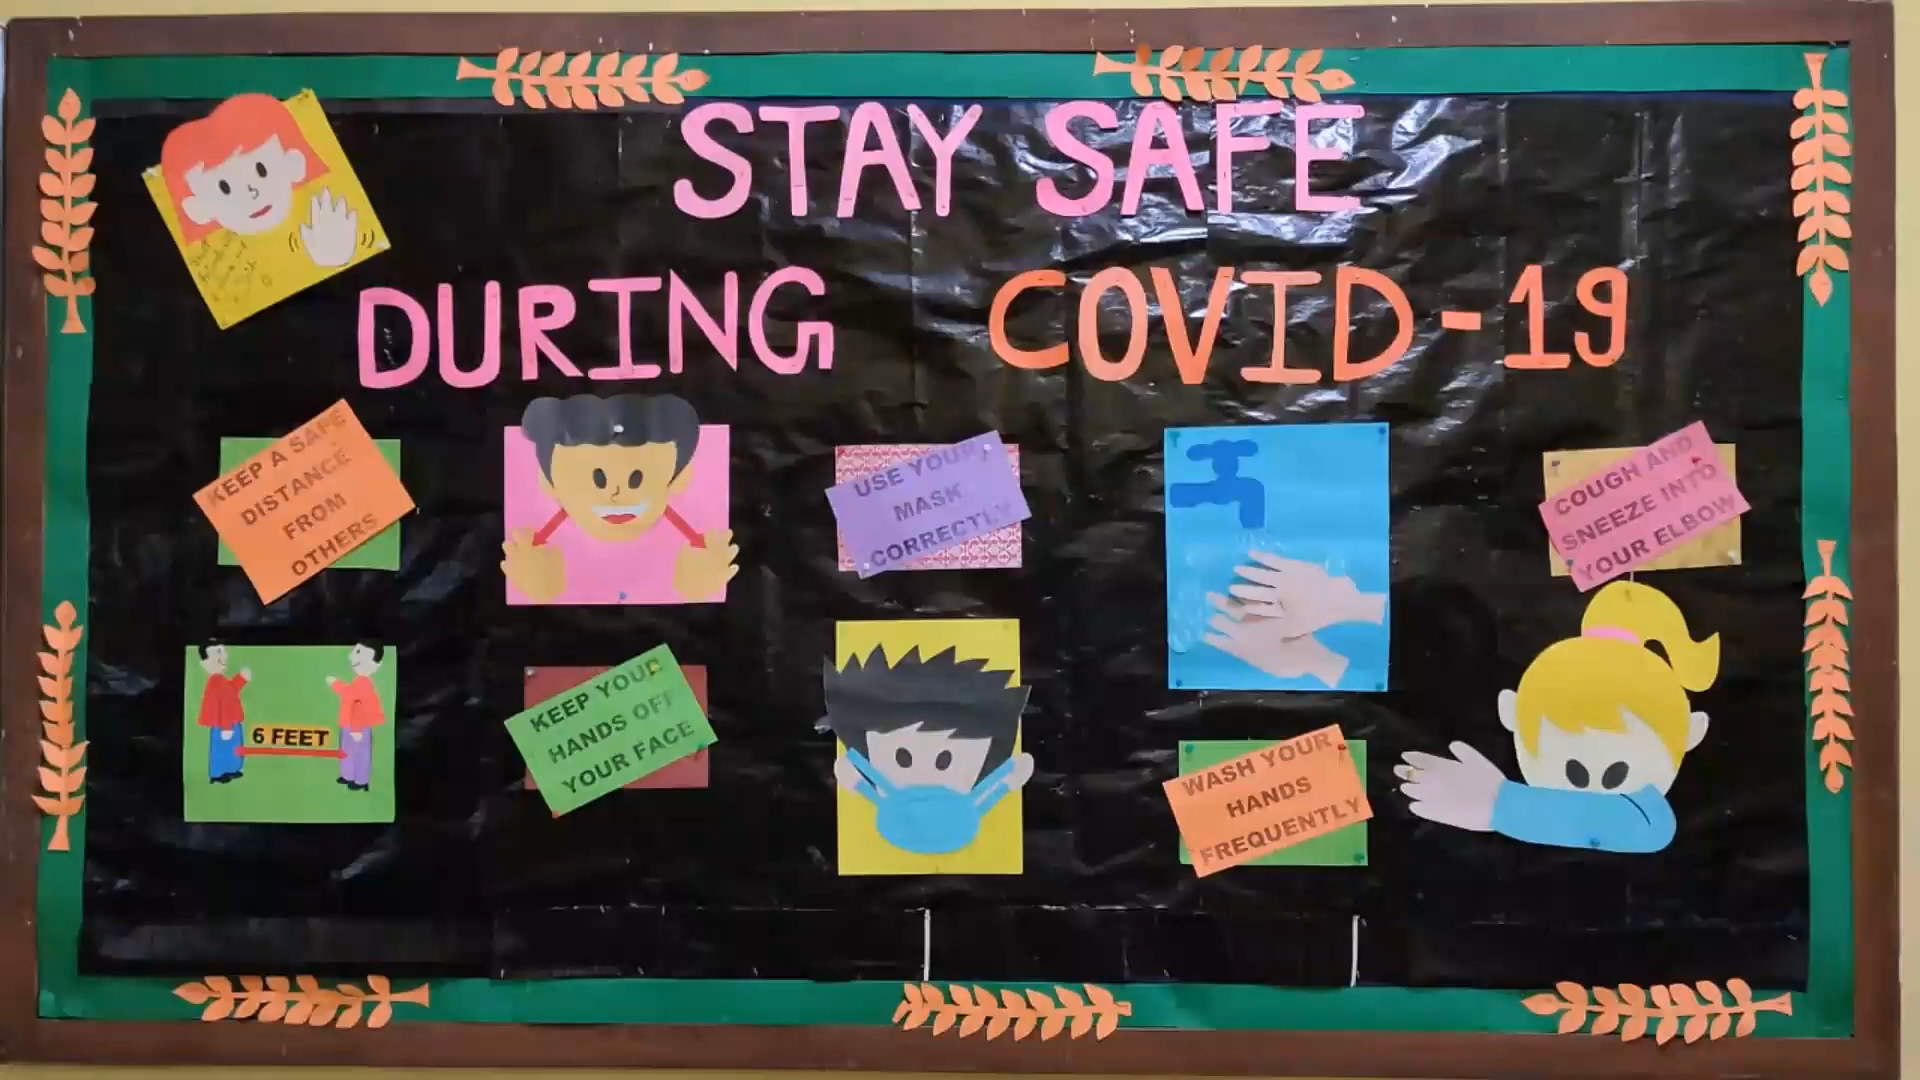 STAY SAFE
DURING COVID-19
KEEP A SAFE
DISTANCE
FROM
OTHERS
6 FEET
KEEP YOUR
HANDS OFF
YOUR FACE
USE YOUR
MASK
CORRECTLY
WASH YOUR
HANDS
FREQUENTLY
COUGH AND
SNEEZE INTO
YOUR ELBOW